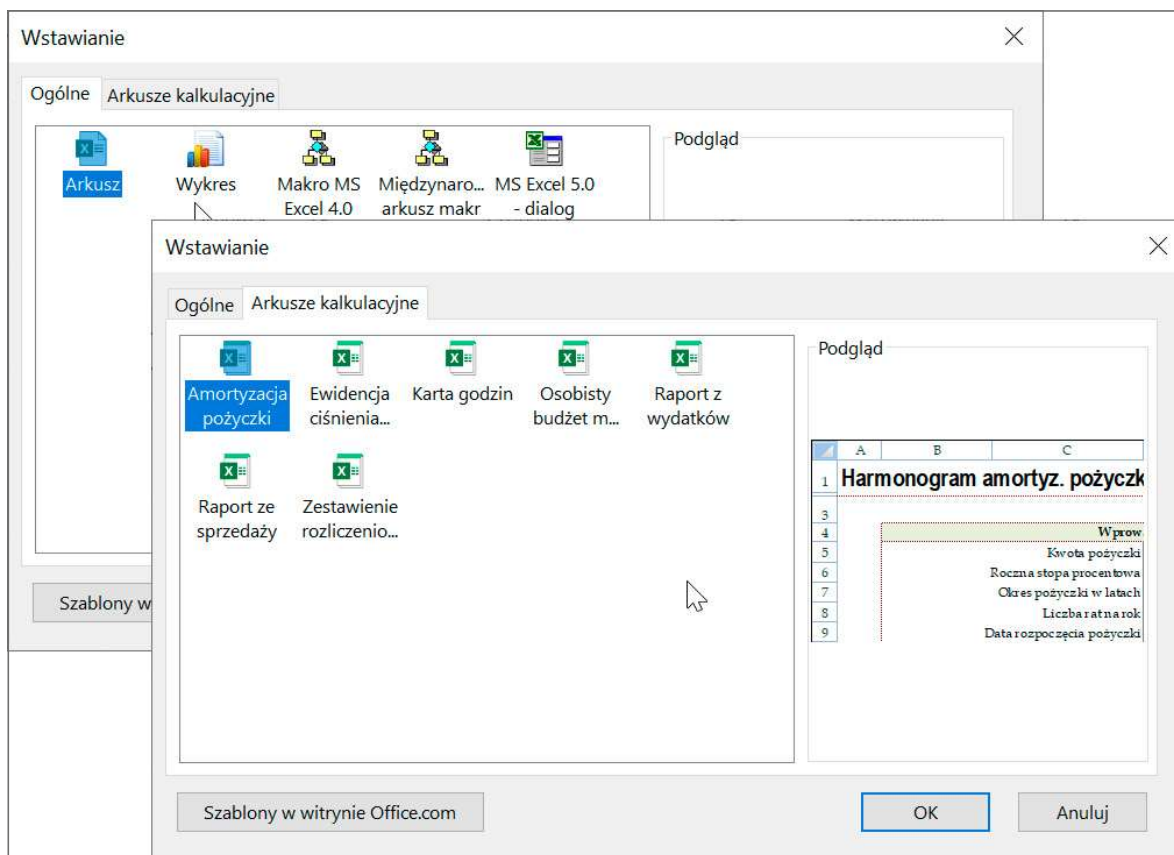 Wstawianie
Ogólne Arkusze kalkulacyjne
Podgląd
Arkusz
Wykres
Makro MS
Excel 4.0
Międzynaro...
arkusz makr
MS Excel 5.0
- dialog
Szablony w
Wstawianie
Ogólne Arkusze kalkulacyjne
Amortyzacja
pożyczki
Ewidencja
ciśnienia...
Karta godzin
Osobisty
budżet m...
Raport z
wydatków
Raport ze
sprzedaży
Zestawienie
rozliczenio...
Podgląd
A B C
1 Harmonogram amortyz. pożyczk
3
4 Wprow
5 Kwota pożyczki
6 Roczna stopa procentowa
7 Okres pożyczki w latach
8 Liczba rat na rok
9 Data rozpoczęcia pożyczki
Szablony w witrynie Office.com
OK
Anuluj